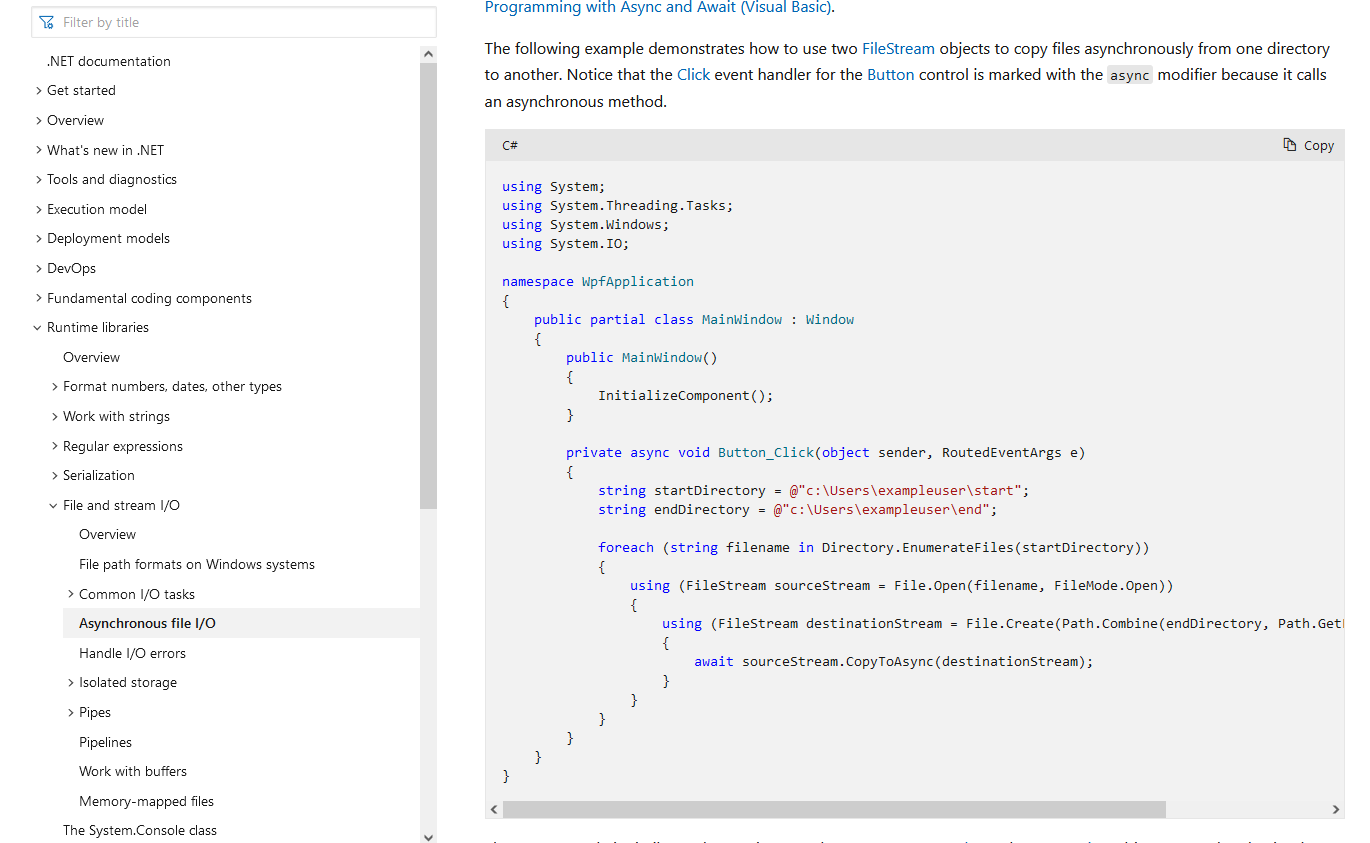 Filter by title
.NET documentation
Get started
Overview
What's new in .NET
Tools and diagnostics
Execution model
Deployment models
DevOps
Fundamental coding components
Runtime libraries
Overview
Format numbers, dates, other types
Work with strings
Regular expressions
Serialization
File and stream I/O
Overview
File path formats on Windows systems
Common I/O tasks
Asynchronous file I/O
Handle I/O errors
Isolated storage
Pipes
Pipelines
Work with buffers
Memory-mapped files
The System.Console class
Programming with Async and Await (Visual Basic).
The following example demonstrates how to use two FileStream objects to copy files asynchronously from one directory
to another. Notice that the Click event handler for the Button control is marked with the async modifier because it calls
an asynchronous method.
C#
Copy
using System;
using System.Threading.Tasks;
using System.Windows;
using System.IO;
namespace WpfApplication
{
    public partial class MainWindow : Window
    {
        public MainWindow()
        {
            InitializeComponent();
        }
        private async void Button_Click(object sender, RoutedEventArgs e)
        {
            string startDirectory = @"c:\Users\exampleuser\start";
            string endDirectory = @"c:\Users\exampleuser\end";
            foreach (string filename in Directory.EnumerateFiles(startDirectory))
            {
                using (FileStream sourceStream = File.Open(filename, FileMode.Open))
                {
                    using (FileStream destinationStream = File.Create(Path.Combine(endDirectory, Path.Get
                    {
                        await sourceStream.CopyToAsync(destinationStream);
                    }
                }
            }
        }
    }
}